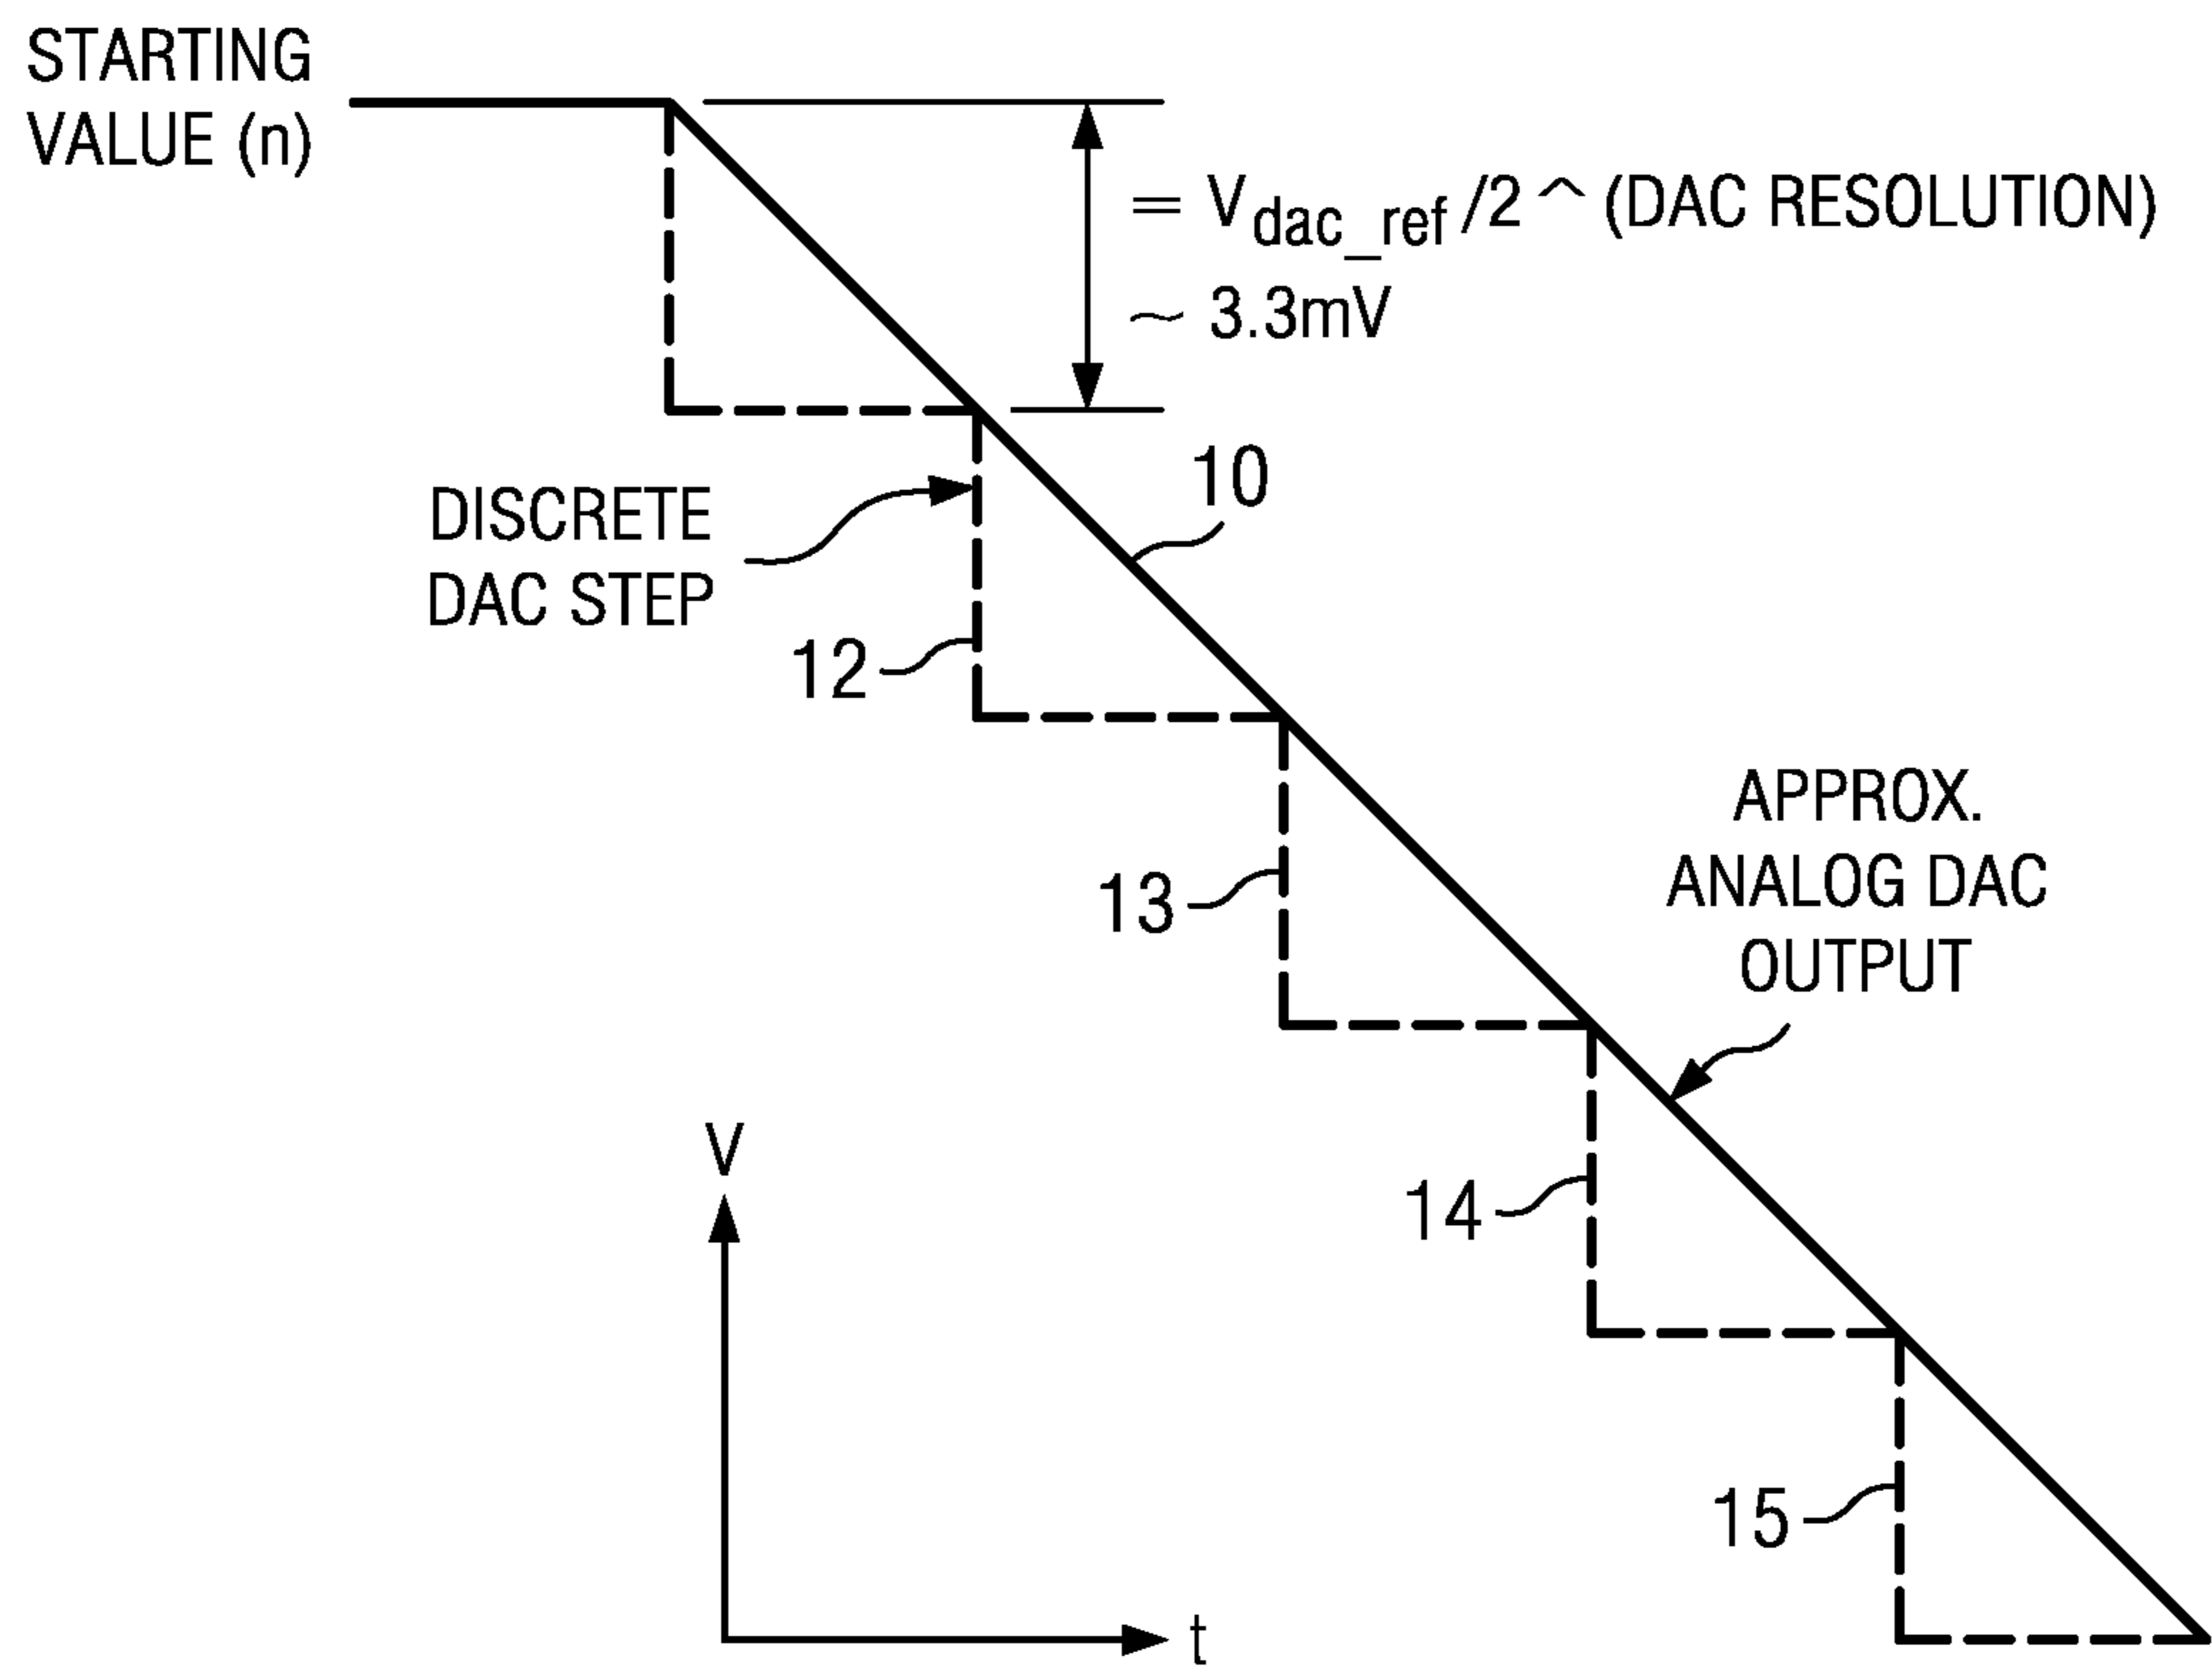 STARTING
VALUE (n)
= Vdac_ref/2^(DAC RESOLUTION)
~ 3.3mV
10
DISCRETE
DAC STEP
12
APPROX.
ANALOG DAC
OUTPUT
13
V
14
15
t